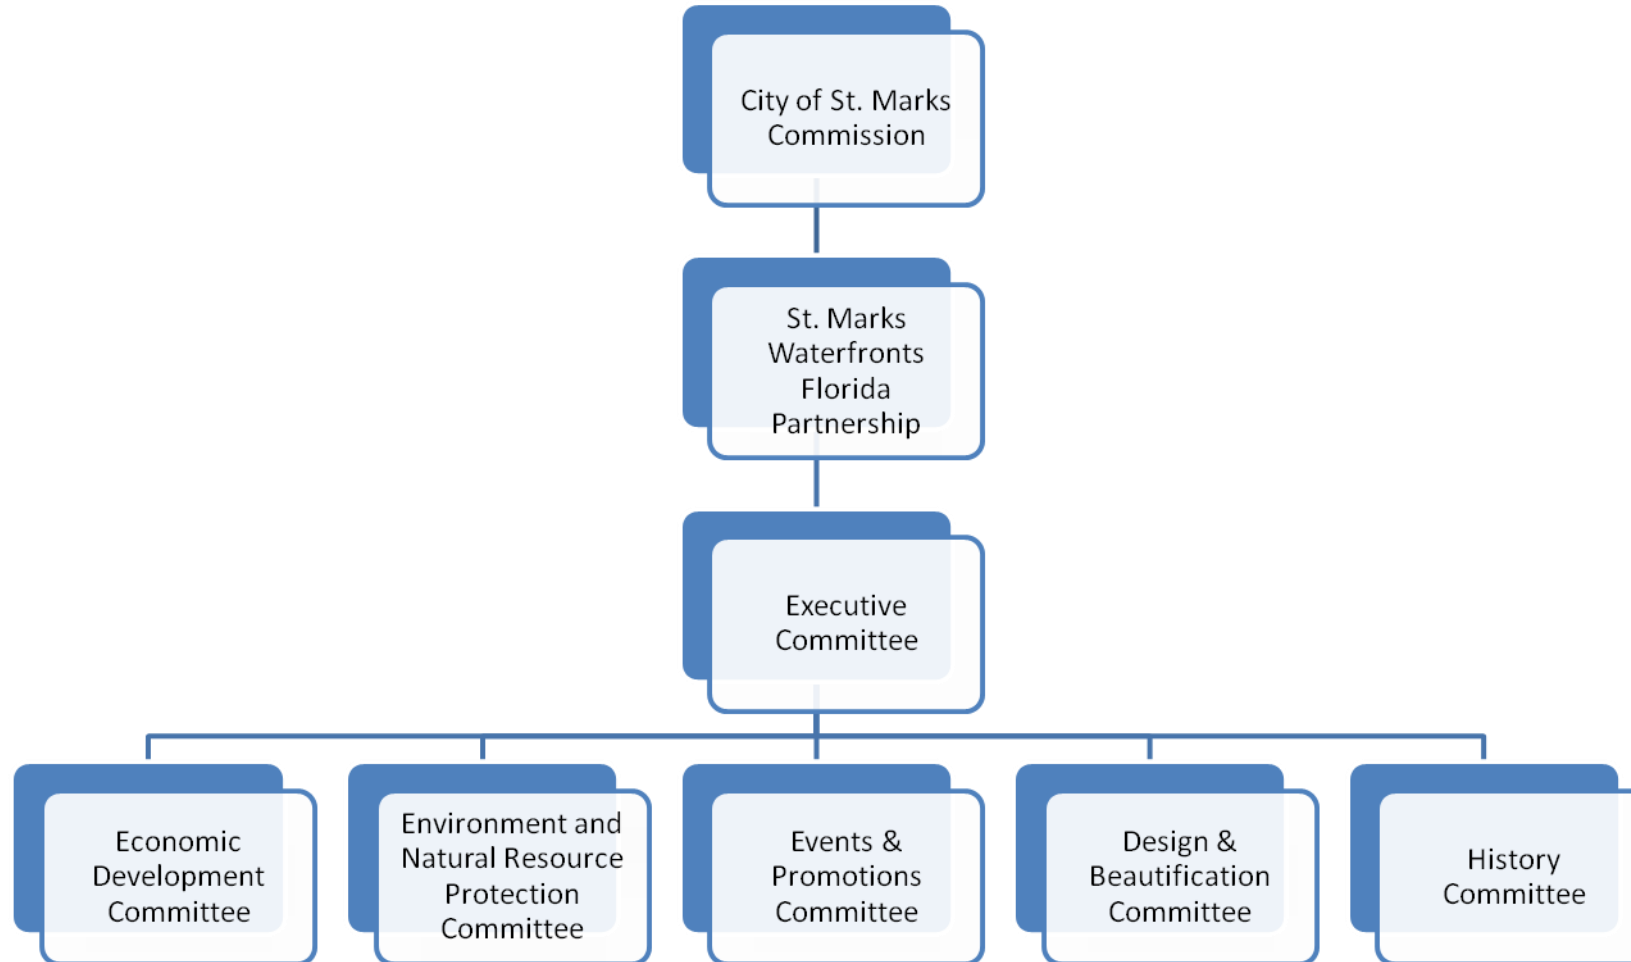 City of St. Marks
Commission
St. Marks
Waterfronts
Florida
Partnership
Executive
Committee
Economic
Development
Committee
Environment and
Natural Resource
Protection
Committee
Events &
Promotions
Committee
Design &
Beautification
Committee
History
Committee